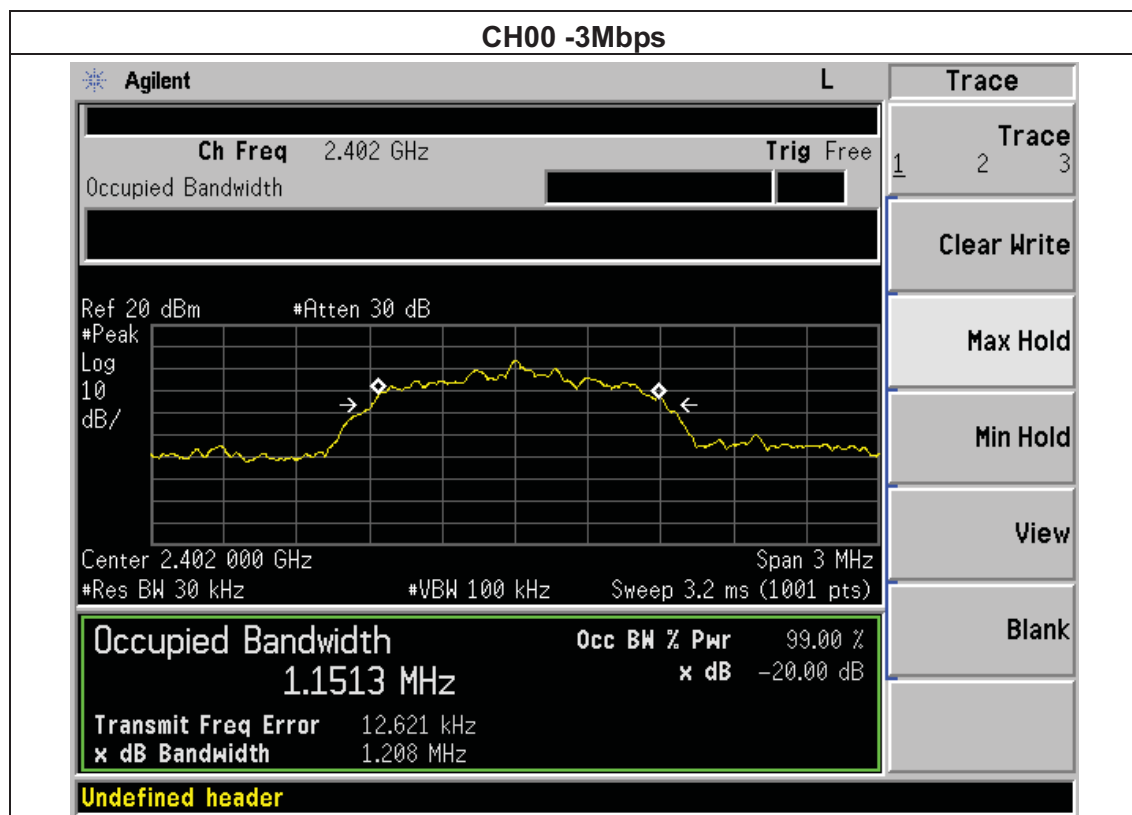 CH00 -3Mbps
Agilent L Trace
Ch Freq 2.402 GHz Trig Free
Occupied Bandwidth
Trace
1 2 3
Clear Write
Ref 20 dBm #Atten 30 dB
#Peak
Log
10
dB/
Max Hold
Min Hold
View
Center 2.402 000 GHz Span 3 MHz
#Res BW 30 kHz #VBW 100 kHz Sweep 3.2 ms (1001 pts)
Blank
Occupied Bandwidth Occ BW % Pwr 99.00 %
1.1513 MHz x dB -20.00 dB
Transmit Freq Error 12.621 kHz
x dB Bandwidth 1.208 MHz
Undefined header